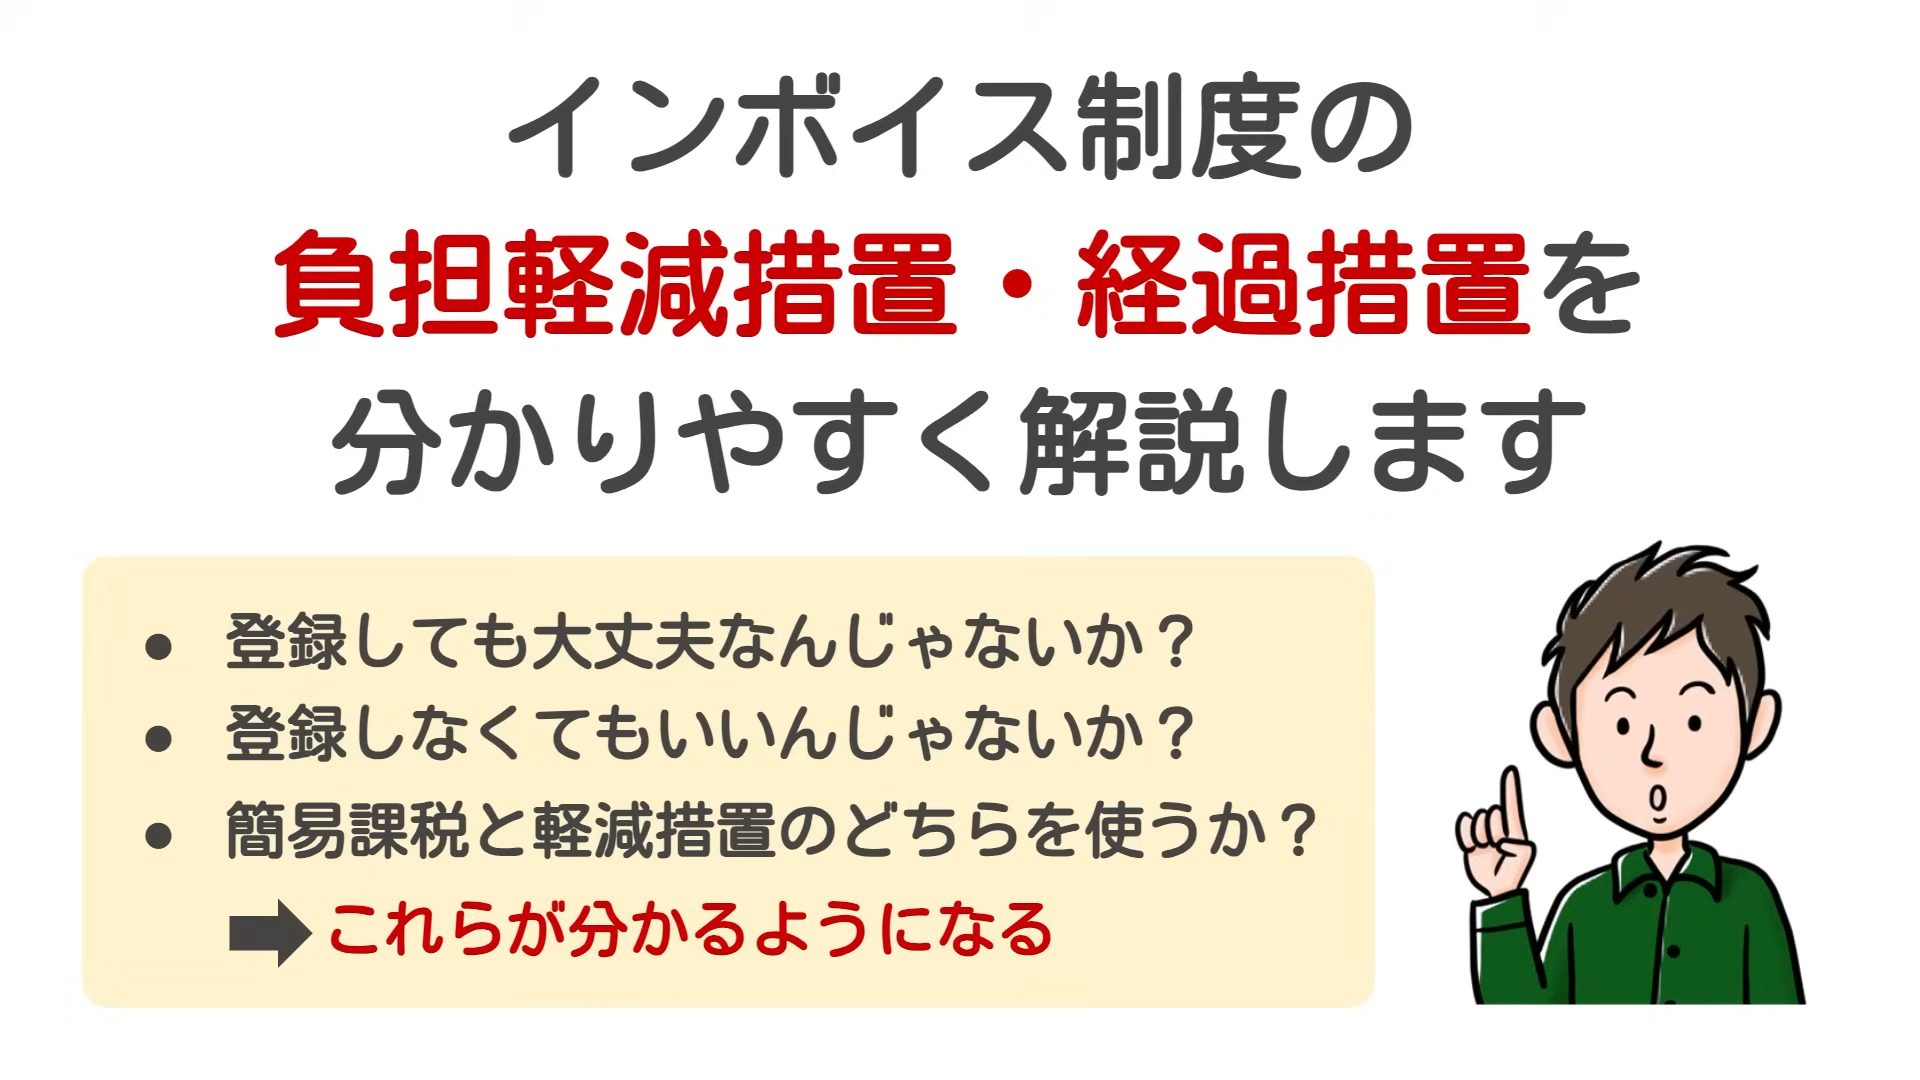 インボイス制度の
負担軽減措置・経過措置を
分かりやすく解説します
● 登録しても大丈夫なんじゃないか？
● 登録しなくてもいいんじゃないか？
● 簡易課税と軽減措置のどちらを使うか？
➡これらが分かるようになる